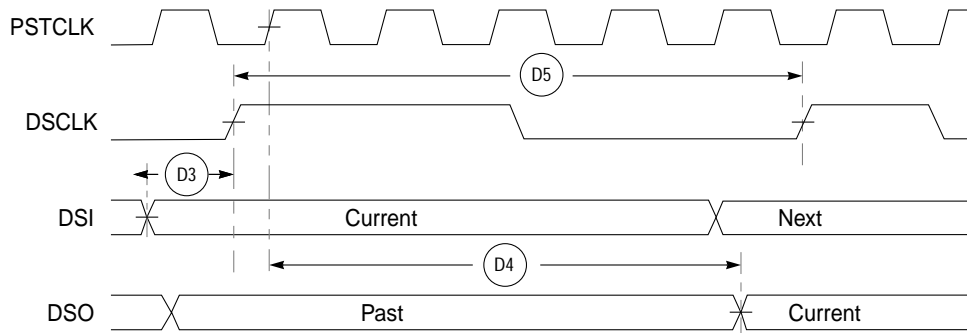 PSTCLK
D5
DSCLK
D3
DSI
Current
Next
D4
DSO
Past
Current